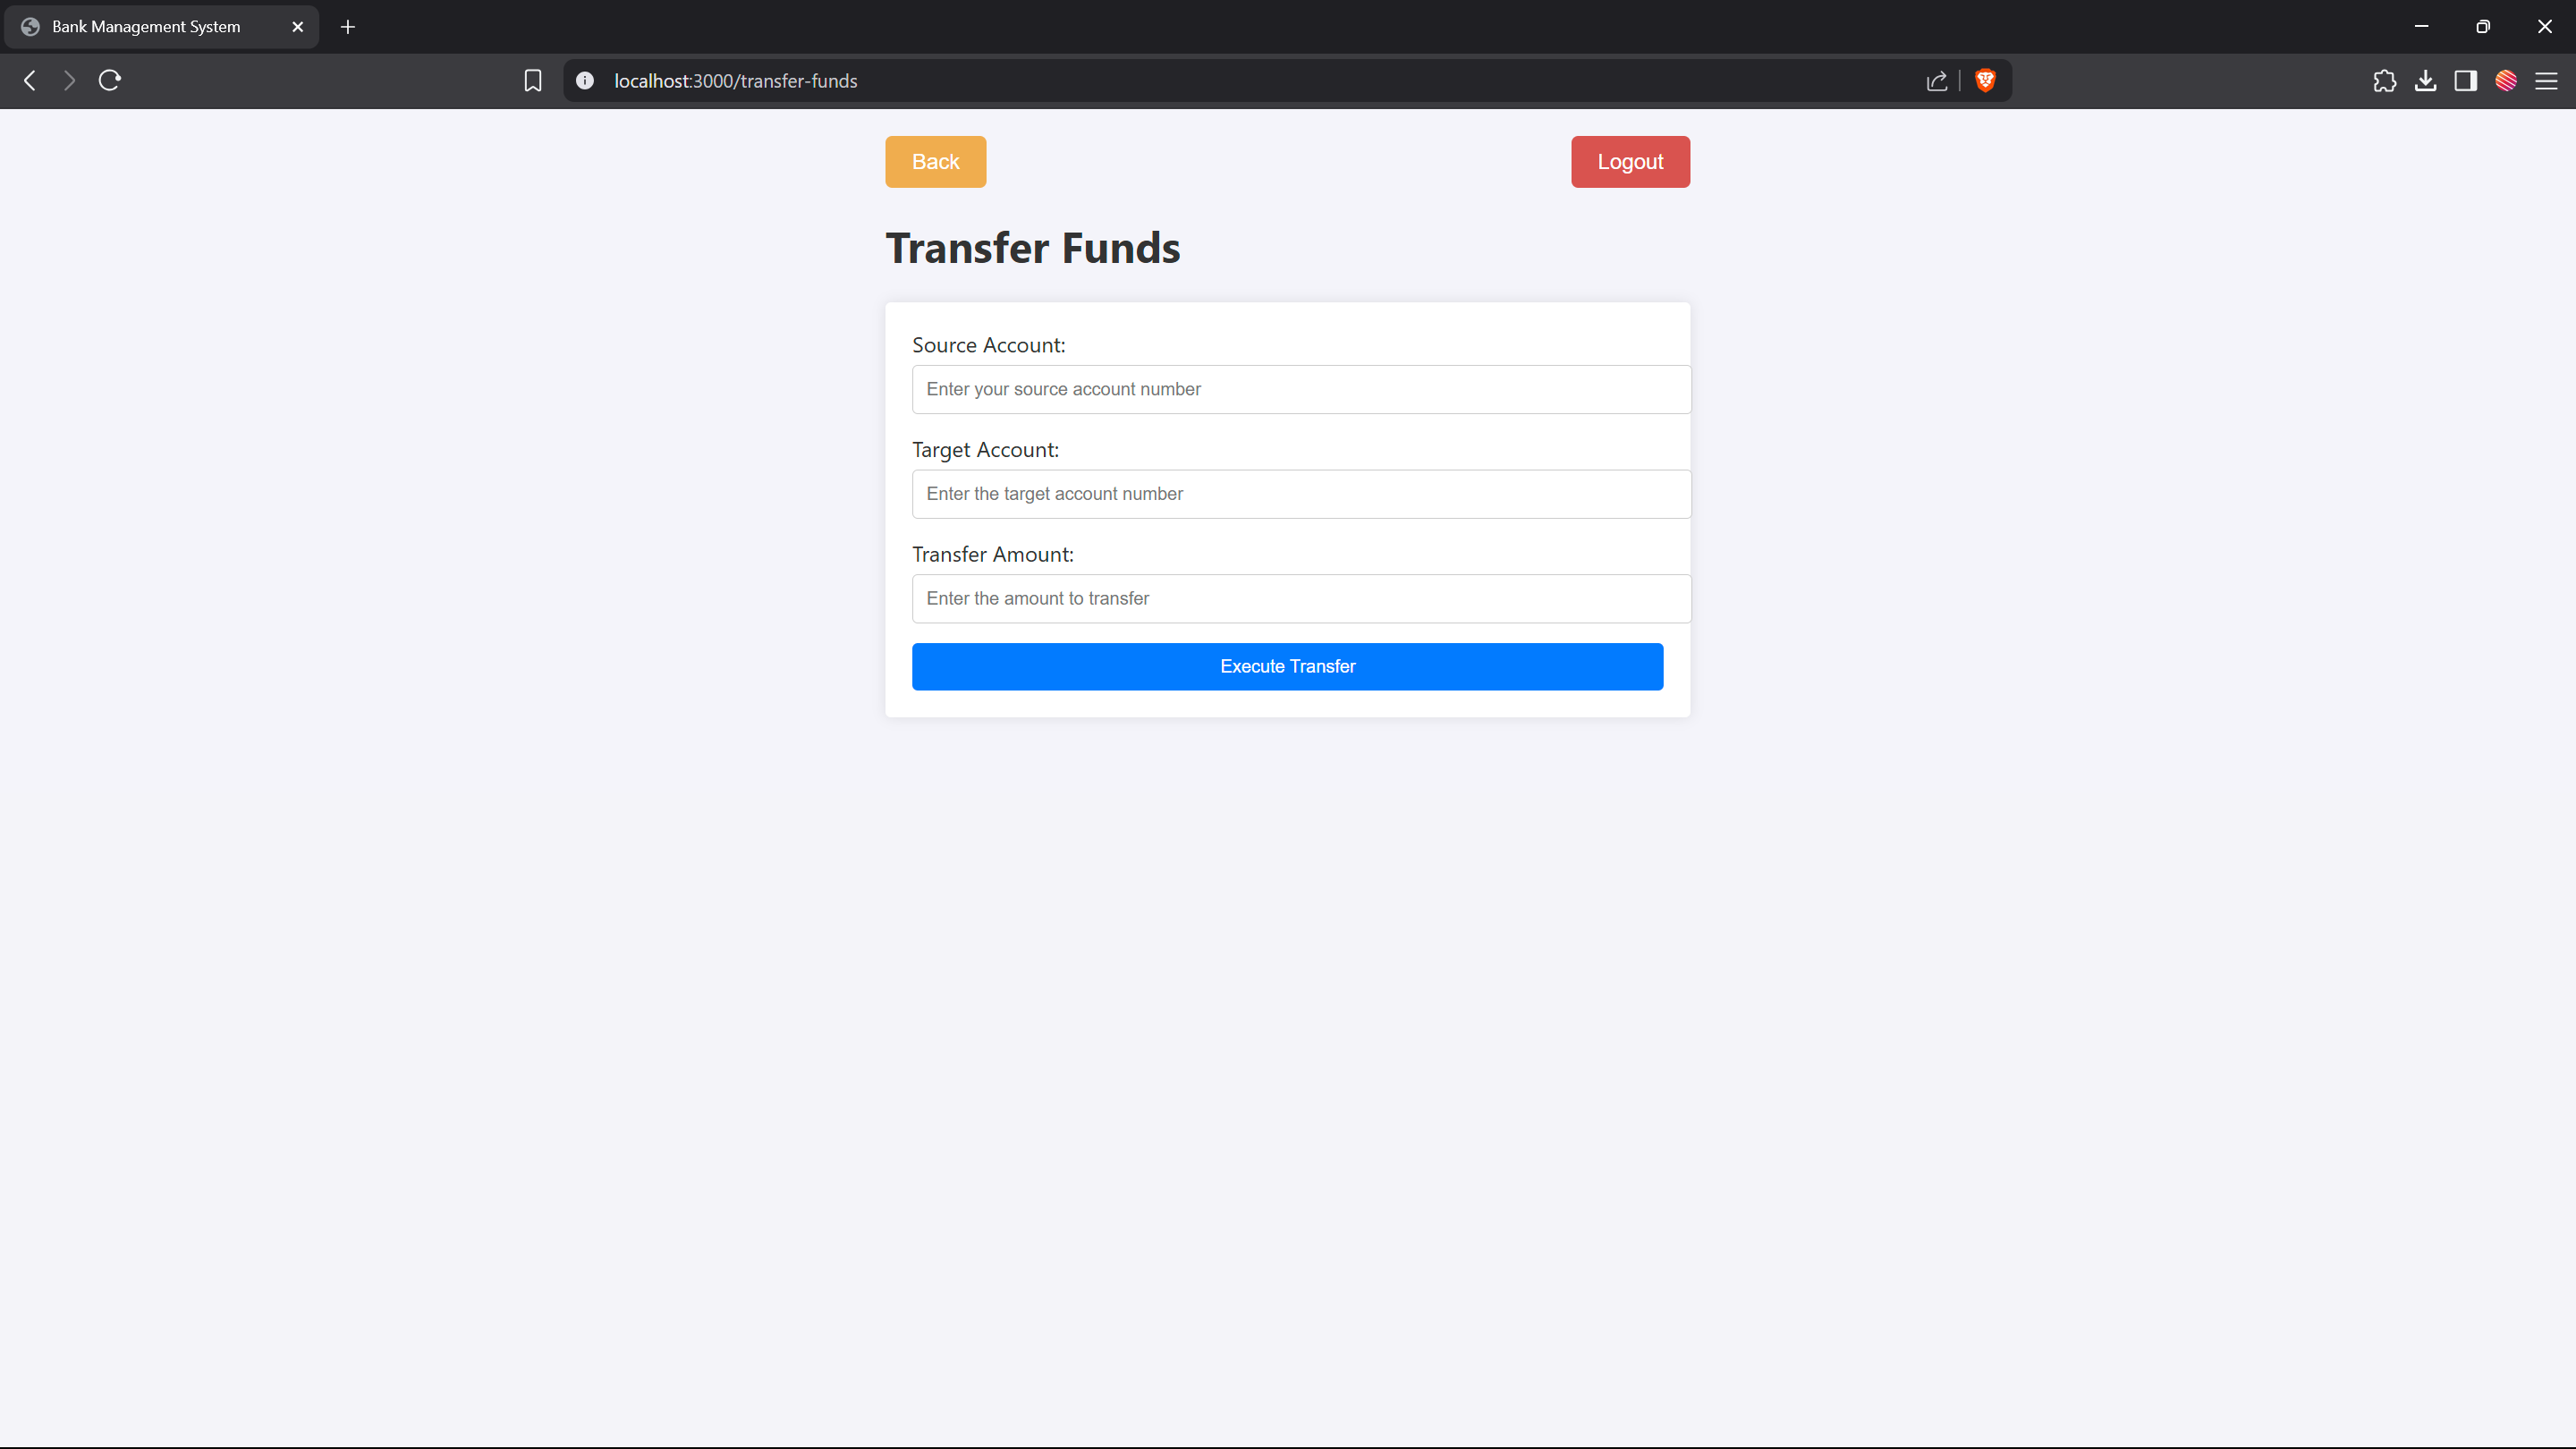 Bank Management System
localhost:3000/transfer-funds
Back
Logout
Transfer Funds
Source Account:
Enter your source account number
Target Account:
Enter the target account number
Transfer Amount:
Enter the amount to transfer
Execute Transfer